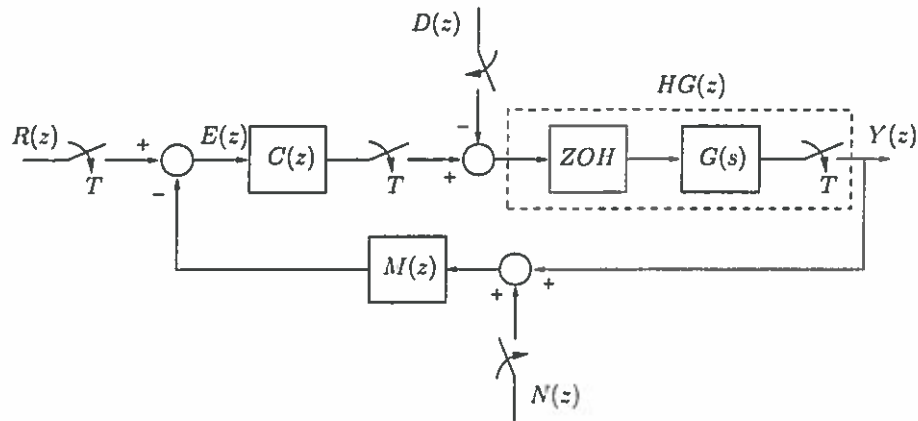 D(z)
HG(z)
R(z)
T
+
-
E(z)
C(z)
T
+
-
ZOH
G(s)
T
Y(z)
M(z)
+
+
N(z)